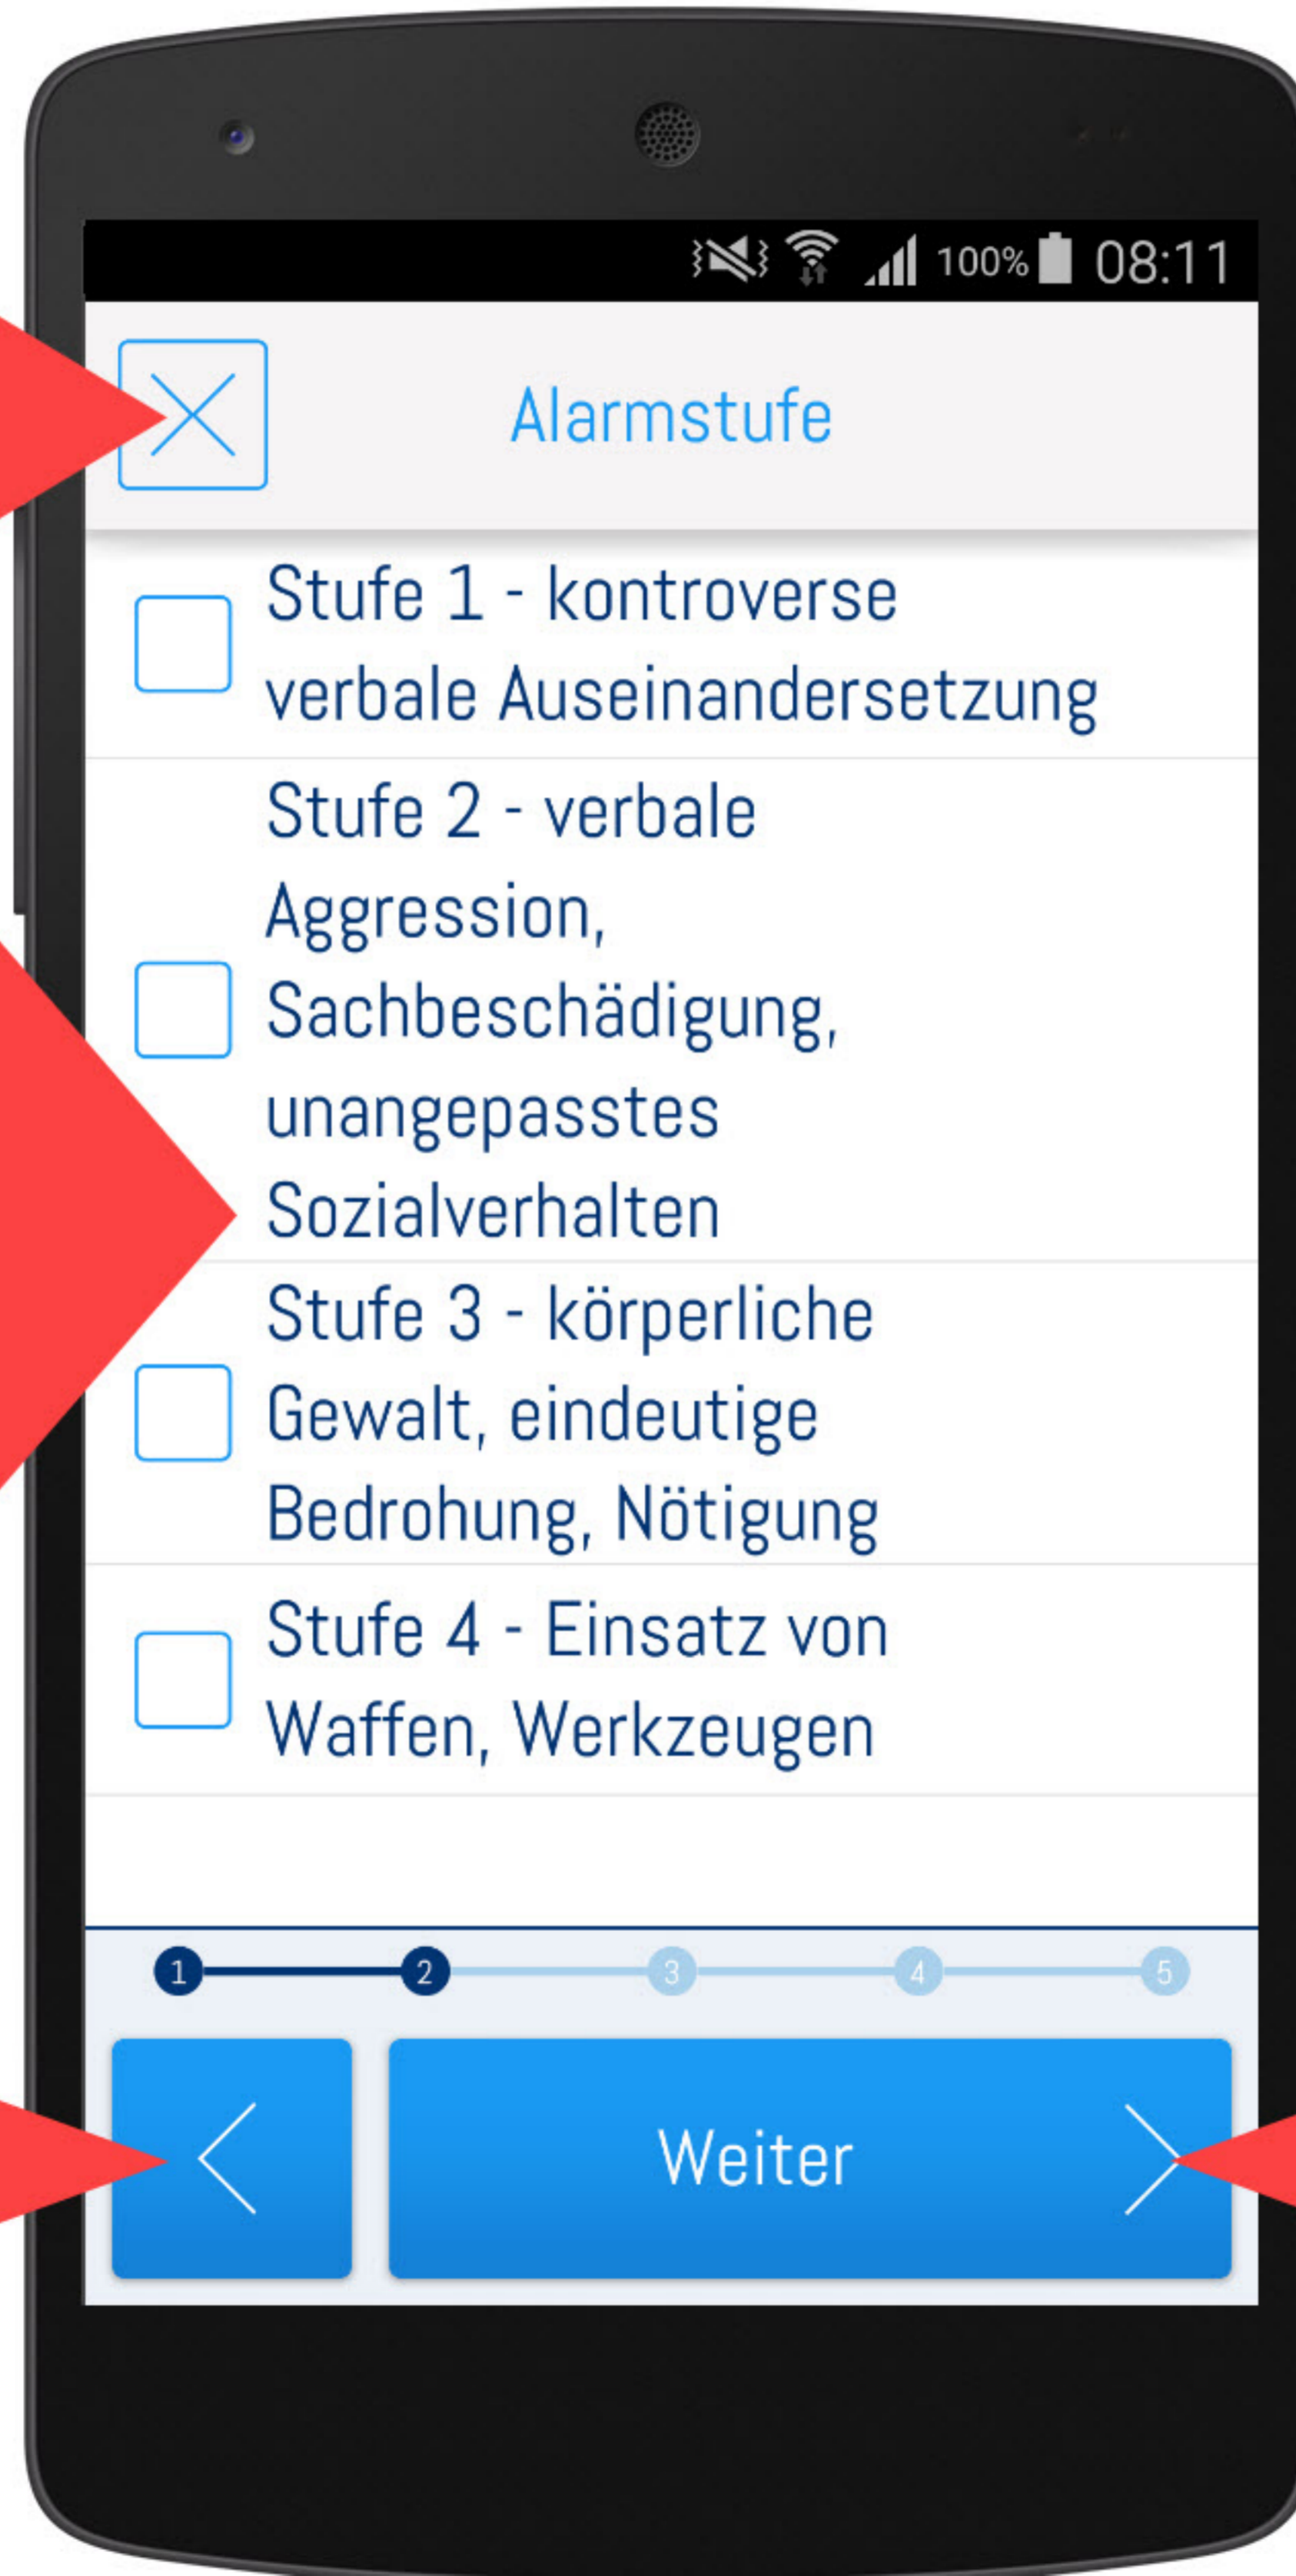 100% 08:11
Alarmstufe
Stufe 1 - kontroverse
verbale Auseinandersetzung
Stufe 2 - verbale
Aggression,
Sachbeschädigung,
unangepasstes
Sozialverhalten
Stufe 3 - körperliche
Gewalt, eindeutige
Bedrohung, Nötigung
Stufe 4 - Einsatz von
Waffen, Werkzeugen
1 2 3 4 5
Weiter